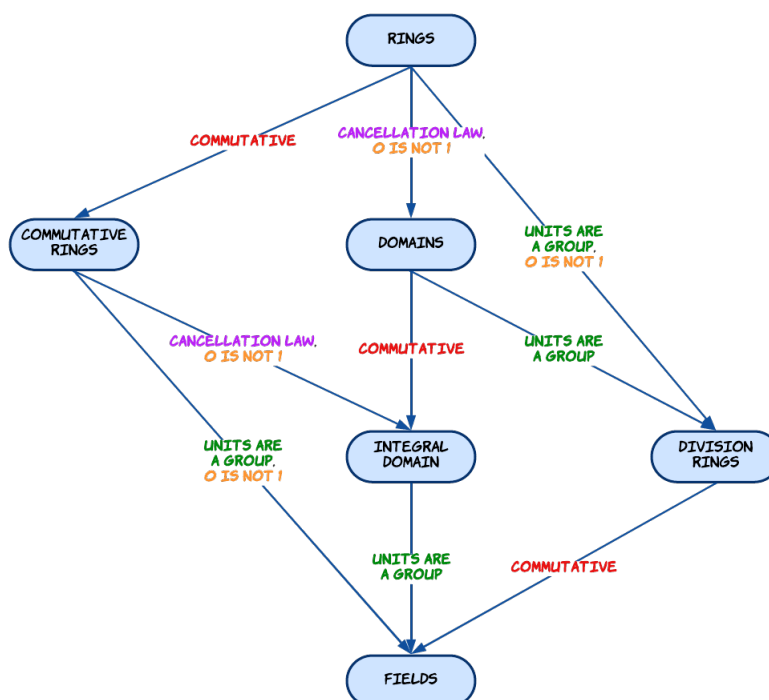 RINGS
COMMUTATIVE
CANCELLATION LAW.
0 IS NOT 1
COMMUTATIVE
RINGS
DOMAINS
UNITS ARE
A GROUP.
0 IS NOT 1
CANCELLATION LAW.
0 IS NOT 1
COMMUTATIVE
UNITS ARE
A GROUP
UNITS ARE
A GROUP.
0 IS NOT 1
INTEGRAL
DOMAIN
DIVISION
RINGS
UNITS ARE
A GROUP
COMMUTATIVE
FIELDS